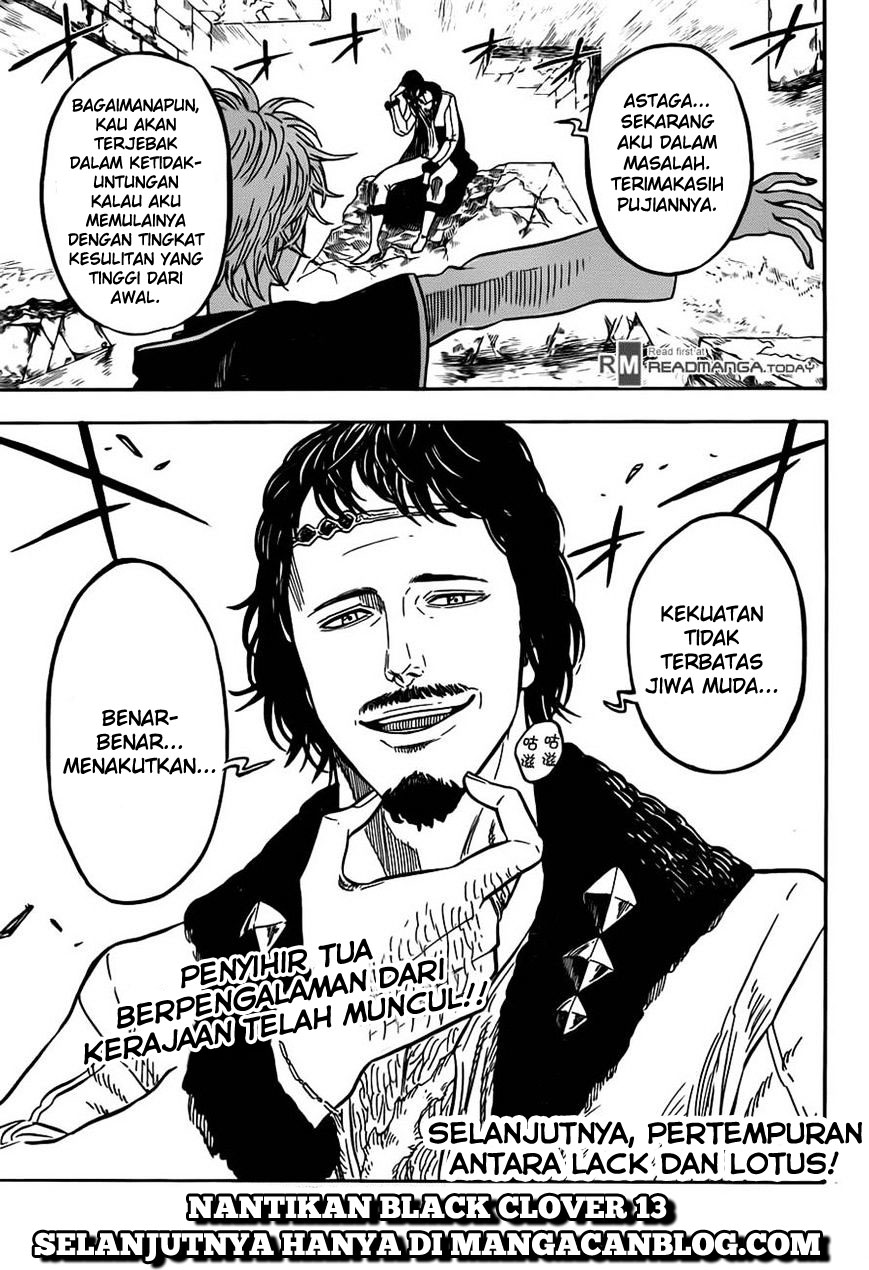 ASTAGA...
SEKARANG
AKU DALAM
MASALAH.
TERIMAKASIH
PUJIANNYA.
BAGAIMANAPUN,
KAU AKAN
TERJEBAK
DALAM KETIDAK-
UNTUNGAN
KALAU AKU
MEMULAINYA
DENGAN TINGKAT
KESULITAN YANG
TINGGI DARI
AWAL.
Read first at
RM READMANGA.TODAY
KEKUATAN
TIDAK
TERBATAS
JIWA MUDA...
咕滋
咕滋
BENAR-
BENAR...
MENAKUTKAN...
PENYIHIR TUA
BERPENGALAMAN DARI
KERAJAAN TELAH MUNCUL!!
SELANJUTNYA, PERTEMPURAN
ANTARA LACK DAN LOTUS!
NANTIKAN BLACK CLOVER 13
SELANJUTNYA HANYA DI MANGACANBLOG.COM